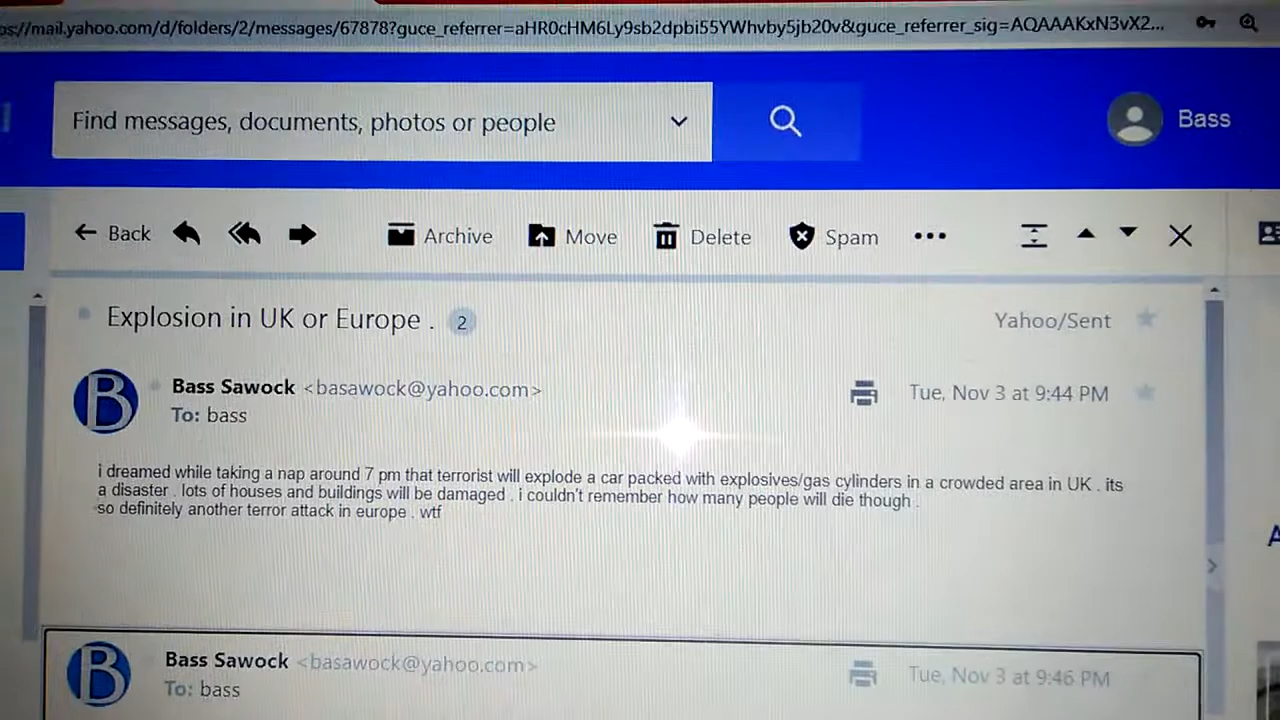 ps://mail.yahoo.com/d/folders/2/messages/67878?guce_referrer=aHR0cHM6Ly9sb2dpbi55YWhvby5jb20v&guce_referrer_sig=AQAAAKxN3vX2...
Find messages, documents, photos or people
Bass
Back
Archive
Move
Delete
Spam
Explosion in UK or Europe . 2
Yahoo/Sent
B
Bass Sawock <basawock@yahoo.com>
Tue, Nov 3 at 9:44 PM
To: bass
i dreamed while taking a nap around 7 pm that terrorist will explode a car packed with explosives/gas cylinders in a crowded area in UK . its
a disaster . lots of houses and buildings will be damaged . i couldn't remember how many people will die though .
so definitely another terror attack in europe . wtf
B
Bass Sawock <basawock@yahoo.com>
Tue, Nov 3 at 9:46 PM
To: bass